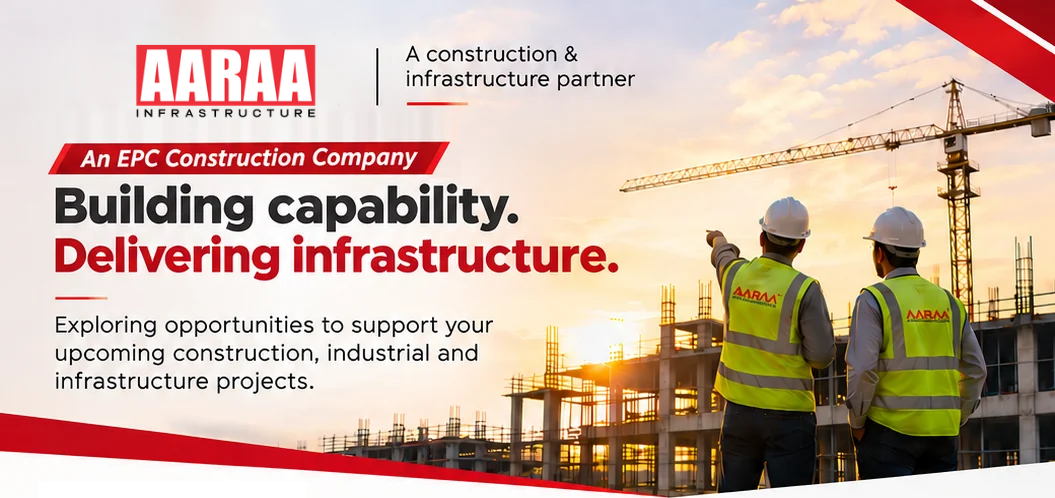 AARAA
INFRASTRUCTURE
A construction &
infrastructure partner
An EPC Construction Company
Building capability.
Delivering infrastructure.
Exploring opportunities to support your
upcoming construction, industrial and
infrastructure projects.
AARAA
AARAA